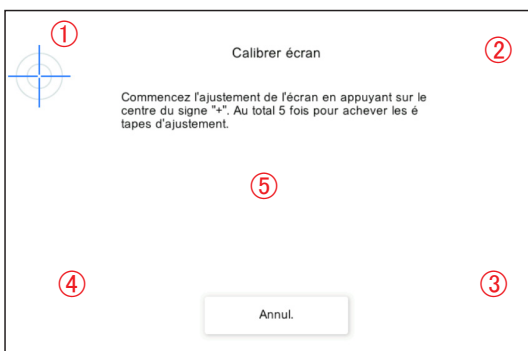 ①
②
Calibrer écran
Commencez l'ajustement de l'écran en appuyant sur le
centre du signe "+". Au total 5 fois pour achever les é
tapes d'ajustement.
⑤
④
③
Annul.